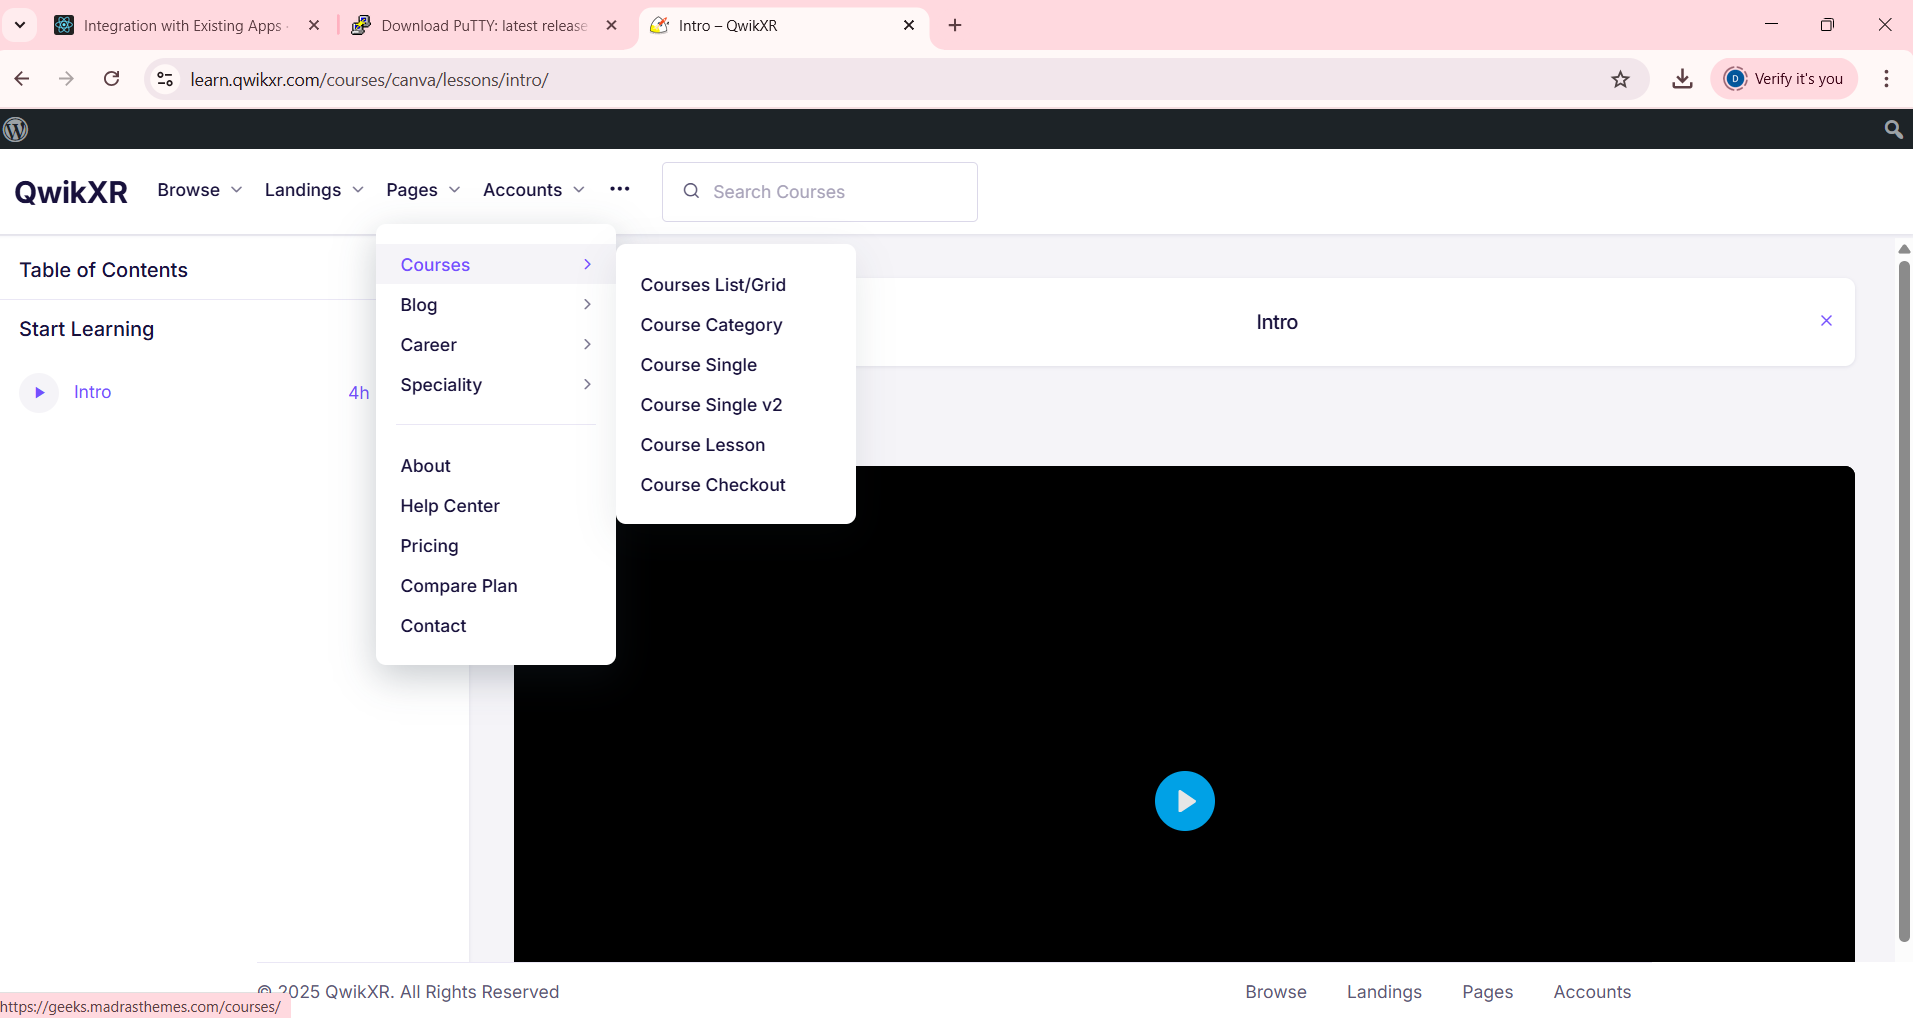 Integration with Existing Apps ·
Download PuTTY: latest release
Intro – QwikXR
learn.qwikxr.com/courses/canva/lessons/intro/
D
Verify it's you
QwikXR
Browse
Landings
Pages
Accounts
Search Courses
Table of Contents
Start Learning
Intro
4h
Courses
Blog
Career
Speciality
About
Help Center
Pricing
Compare Plan
Contact
Courses List/Grid
Course Category
Course Single
Course Single v2
Course Lesson
Course Checkout
Intro
© 2025 QwikXR. All Rights Reserved
Browse
Landings
Pages
Accounts
https://geeks.madrasthemes.com/courses/